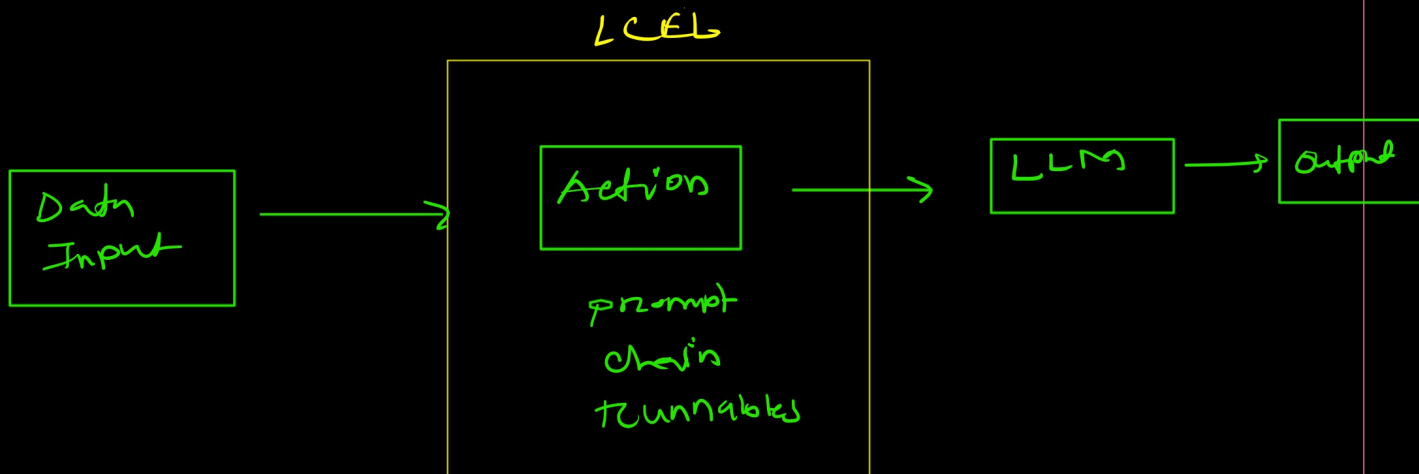 LCEL
Data
Input
Action
prompt
chain
Runnables
LLM
Output